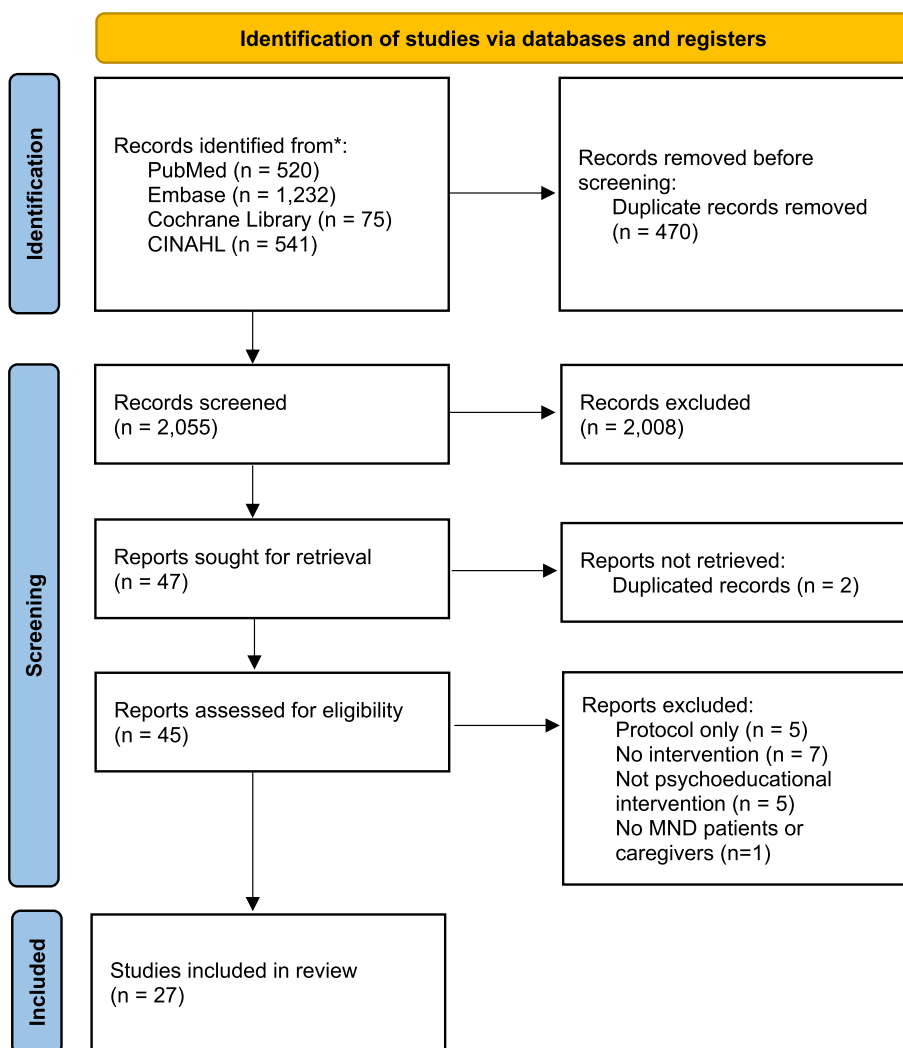 Identification of studies via databases and registers
Identification
Records identified from*:
PubMed (n = 520)
Embase (n = 1,232)
Cochrane Library (n = 75)
CINAHL (n = 541)
Records removed before
screening:
Duplicate records removed
(n = 470)
Screening
Records screened
(n = 2,055)
Records excluded
(n = 2,008)
Reports sought for retrieval
(n = 47)
Reports not retrieved:
Duplicated records (n = 2)
Reports assessed for eligibility
(n = 45)
Reports excluded:
Protocol only (n = 5)
No intervention (n = 7)
Not psychoeducational
intervention (n = 5)
No MND patients or
caregivers (n=1)
Included
Studies included in review
(n = 27)